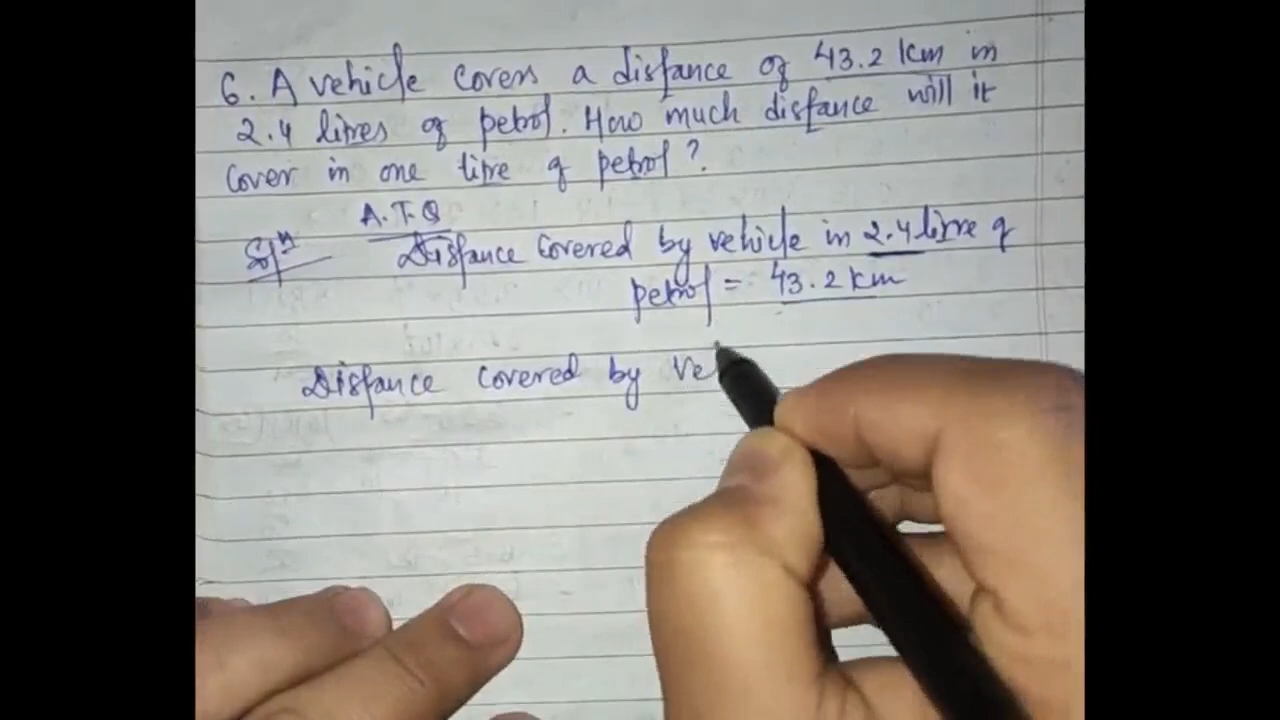 6. A vehicle covers a distance of 43.2 km in
2.4 litres of petrol. How much distance will it
cover in one litre of petrol?
A.T.Q
Solⁿ Distance covered by vehicle in 2.4 litre of
petrol = 43.2 km
Distance covered by ve